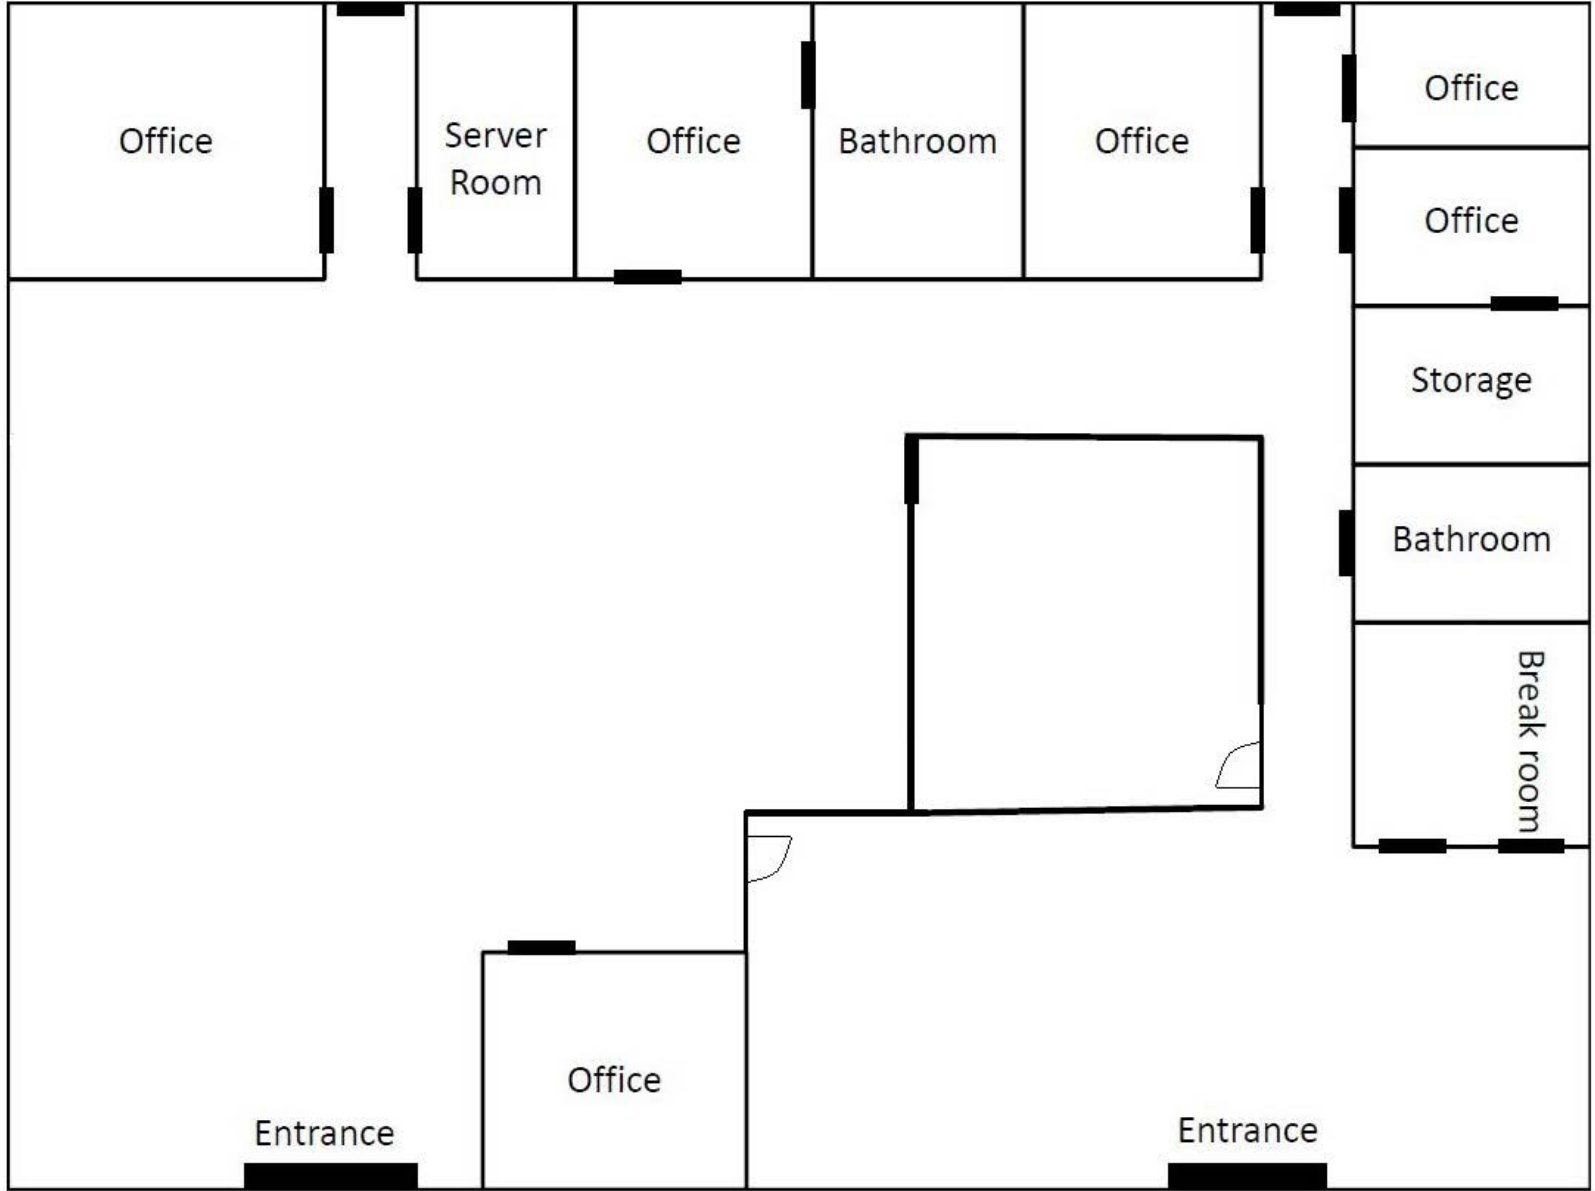 Office
Server
Room
Office
Bathroom
Office
Office
Office
Storage
Bathroom
Break room
Office
Entrance
Entrance